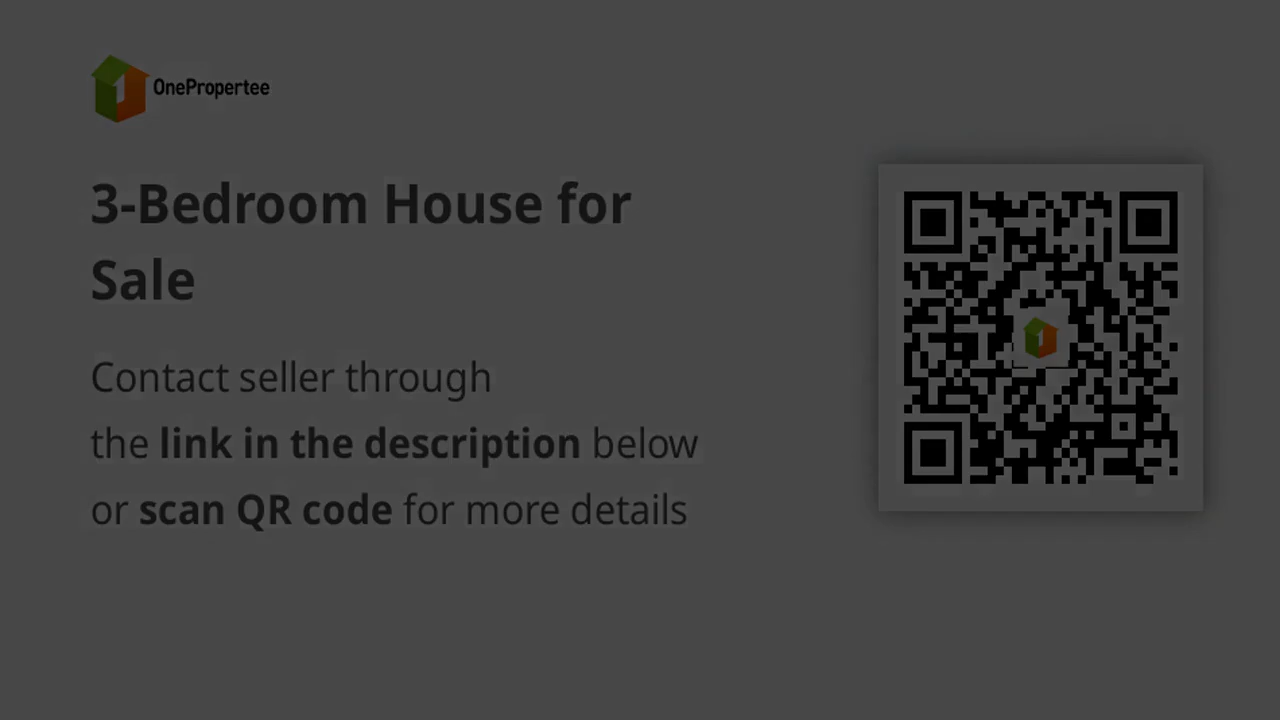 OnePropertee
3-Bedroom House for
Sale
Contact seller through
the link in the description below
or scan QR code for more details